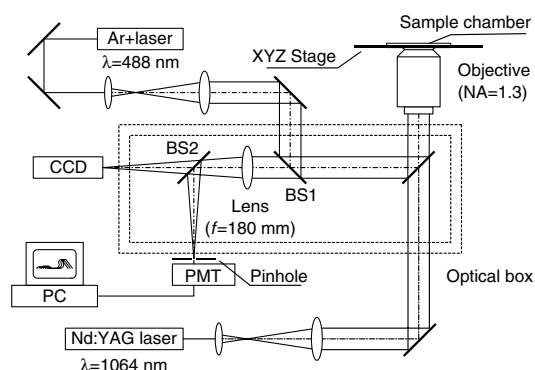 Ar+laser
λ=488 nm
Sample chamber
XYZ Stage
Objective
(NA=1.3)
BS2
CCD
BS1
Lens
(f=180 mm)
Pinhole
PMT
PC
Optical box
Nd:YAG laser
λ=1064 nm